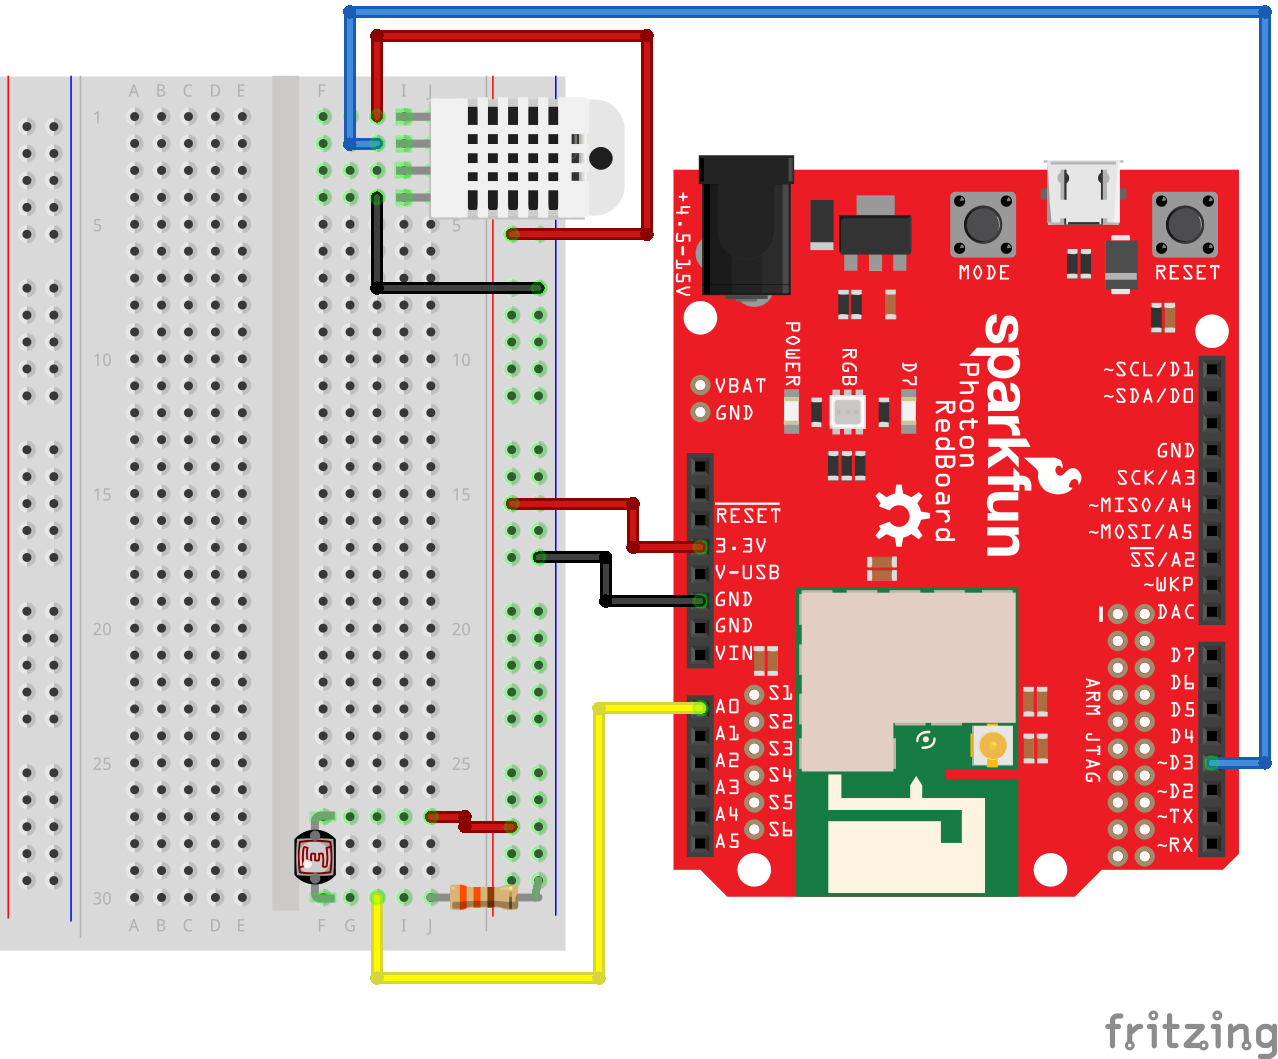 A B C D E F I J
1
5 5
10 10
15 15
20 20
25 25
30 30
A B C D E F G H I J
+4.5-15V
MODE
RESET
POWER
RGB
D7
VBAT
GND
sparkfun
Photon
RedBoard
RESET
3.3V
V-USB
GND
GND
VIN
A0
A1
A2
A3
A4
A5
S1
S2
S3
S4
S5
S6
~SCL/D1
~SDA/D0
GND
SCK/A3
~MISO/A4
~MOSI/A5
SS/A2
~WKP
DAC
1
ARM JTAG
D7
D6
D5
D4
~D3
~D2
~TX
~RX
fritzing